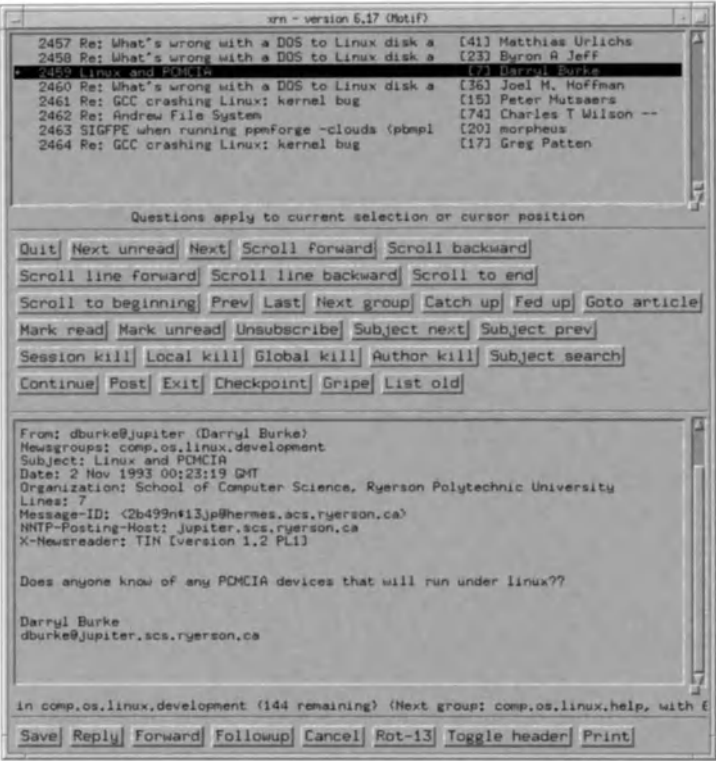 xrn - version 6.17 (Motif)
2457 Re: What's wrong with a DOS to Linux disk a [41] Matthias Urlichs
2458 Re: What's wrong with a DOS to Linux disk a [23] Byron A Jeff
+ 2459 Linux and PCMCIA [7] Darryl Burke
2460 Re: What's wrong with a DOS to Linux disk a [36] Joel M. Hoffman
2461 Re: GCC crashing Linux: kernel bug [15] Peter Mutsaers
2462 Re: Andrew File System [74] Charles T Wilson --
2463 SIGFPE when running ppmforge -clouds (pbmpl [20] morpheus
2464 Re: GCC crashing Linux: kernel bug [17] Greg Patten
Questions apply to current selection or cursor position
Quit Next unread Next Scroll forward Scroll backward
Scroll line forward Scroll line backward Scroll to end
Scroll to beginning Prev Last Next group Catch up Fed up Goto article
Mark read Mark unread Unsubscribe Subject next Subject prev
Session kill Local kill Global kill Author kill Subject search
Continue Post Exit Checkpoint Gripe List old
From: dburke@jupiter (Darryl Burke)
Newsgroups: comp.os.linux.development
Subject: Linux and PCMCIA
Date: 2 Nov 1993 00:23:19 GMT
Organization: School of Computer Science, Ryerson Polytechnic University
Lines: 7
Message-ID: <2b499n$13jp@hermes.acs.ryerson.ca>
NNTP-Posting-Host: jupiter.scs.ryerson.ca
X-Newsreader: TIN [version 1.2 PL1]
Does anyone know of any PCMCIA devices that will run under linux??
Darryl Burke
dburke@jupiter.scs.ryerson.ca
in comp.os.linux.development (144 remaining) (Next group: comp.os.linux.help, with 6
Save Reply Forward Followup Cancel Rot-13 Toggle header Print